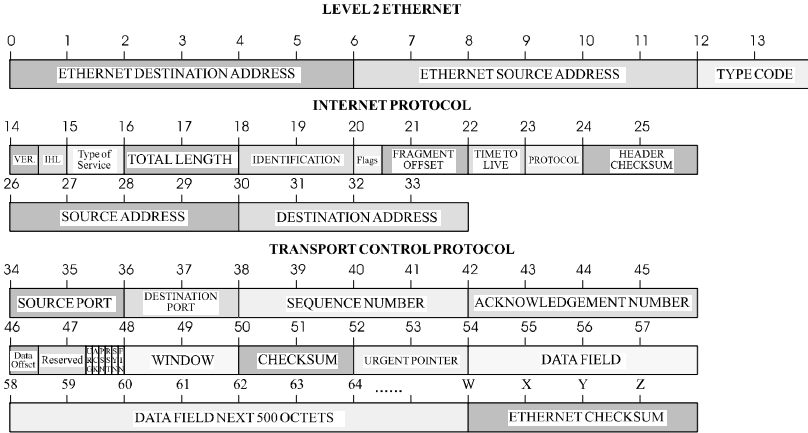 LEVEL 2 ETHERNET
0 1 2 3 4 5 6 7 8 9 10 11 12 13
ETHERNET DESTINATION ADDRESS ETHERNET SOURCE ADDRESS TYPE CODE
INTERNET PROTOCOL
14 15 16 17 18 19 20 21 22 23 24 25
VER. IHL Type of Service TOTAL LENGTH IDENTIFICATION Flags FRAGMENT OFFSET TIME TO LIVE PROTOCOL HEADER CHECKSUM
26 27 28 29 30 31 32 33
SOURCE ADDRESS DESTINATION ADDRESS
TRANSPORT CONTROL PROTOCOL
34 35 36 37 38 39 40 41 42 43 44 45
SOURCE PORT DESTINATION PORT SEQUENCE NUMBER ACKNOWLEDGEMENT NUMBER
46 47 48 49 50 51 52 53 54 55 56 57
Data Offset Reserved URG ACK PSN RST SYN FIN WINDOW CHECKSUM URGENT POINTER DATA FIELD
58 59 60 61 62 63 64 ...... W X Y Z
DATA FIELD NEXT 500 OCTETS ETHERNET CHECKSUM